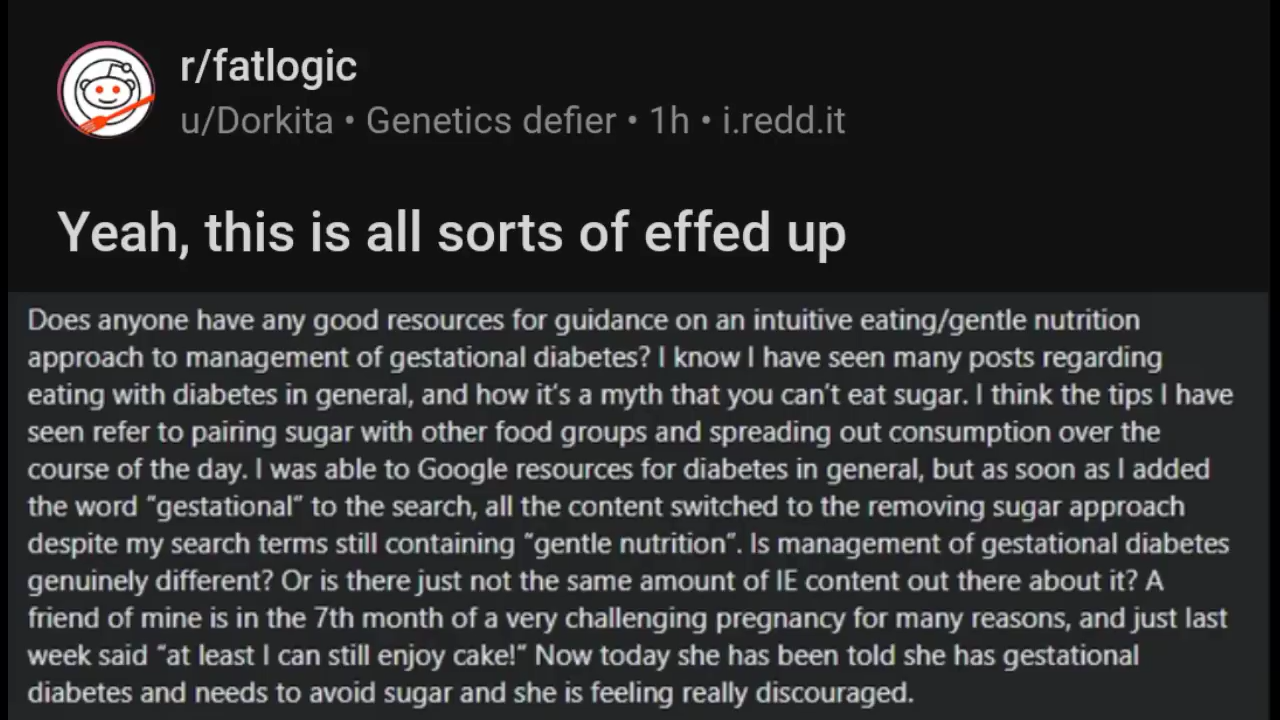 r/fatlogic
u/Dorkita • Genetics defier • 1h • i.redd.it
Yeah, this is all sorts of effed up
Does anyone have any good resources for guidance on an intuitive eating/gentle nutrition
approach to management of gestational diabetes? I know I have seen many posts regarding
eating with diabetes in general, and how it's a myth that you can't eat sugar. I think the tips I have
seen refer to pairing sugar with other food groups and spreading out consumption over the
course of the day. I was able to Google resources for diabetes in general, but as soon as I added
the word "gestational" to the search, all the content switched to the removing sugar approach
despite my search terms still containing "gentle nutrition". Is management of gestational diabetes
genuinely different? Or is there just not the same amount of IE content out there about it? A
friend of mine is in the 7th month of a very challenging pregnancy for many reasons, and just last
week said "at least I can still enjoy cake!" Now today she has been told she has gestational
diabetes and needs to avoid sugar and she is feeling really discouraged.